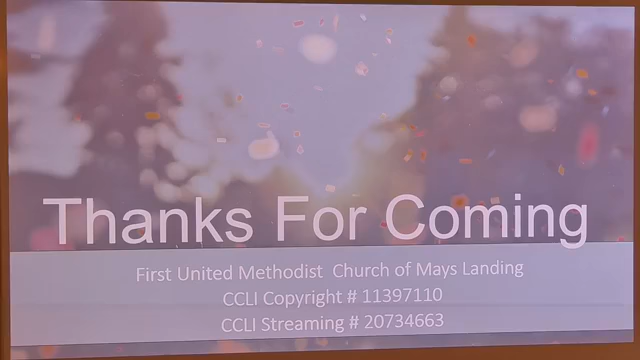 Thanks For Coming
First United Methodist Church of Mays Landing
CCLI Copyright # 11397110
CCLI Streaming # 20734663